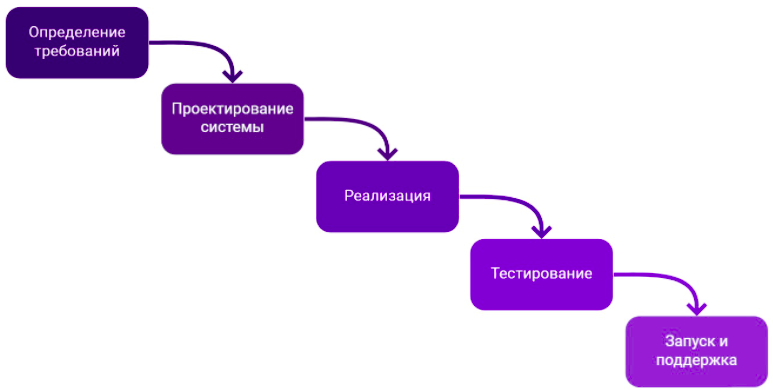 Определение
требований
Проектирование
системы
Реализация
Тестирование
Запуск и
поддержка